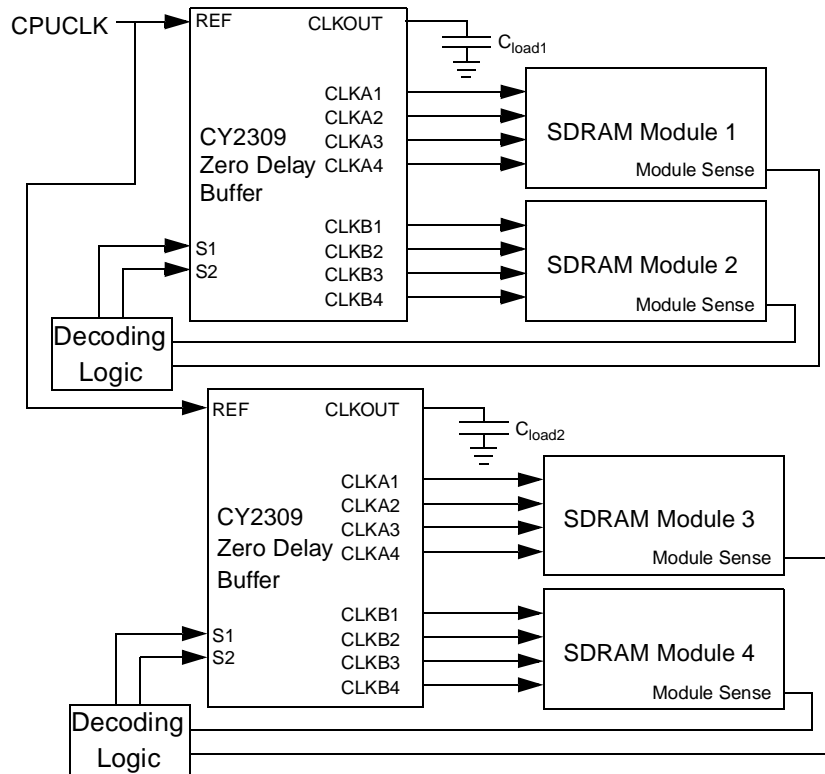 CPUCLK
REF
CLKOUT
Cload1
CLKA1
CLKA2
CLKA3
CLKA4
CY2309
Zero Delay
Buffer
CLKB1
CLKB2
CLKB3
CLKB4
S1
S2
SDRAM Module 1
Module Sense
SDRAM Module 2
Module Sense
Decoding
Logic
REF
CLKOUT
Cload2
CLKA1
CLKA2
CLKA3
CLKA4
CY2309
Zero Delay
Buffer
CLKB1
CLKB2
CLKB3
CLKB4
S1
S2
SDRAM Module 3
Module Sense
SDRAM Module 4
Module Sense
Decoding
Logic